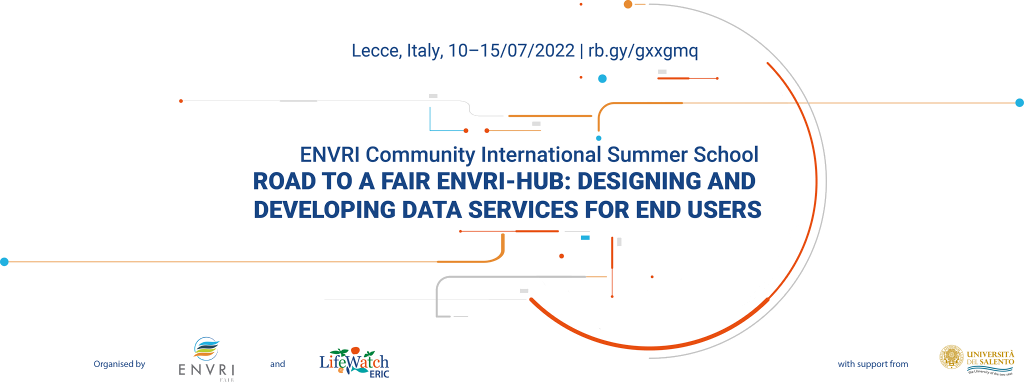 Lecce, Italy, 10–15/07/2022 | rb.gy/gxxgmq
ENVRI Community International Summer School
ROAD TO A FAIR ENVRI-HUB: DESIGNING AND
DEVELOPING DATA SERVICES FOR END USERS
Organised by
ENVRI
FAIR
and
LifeWatch
ERIC
with support from
UNIVERSITÀ
DEL SALENTO